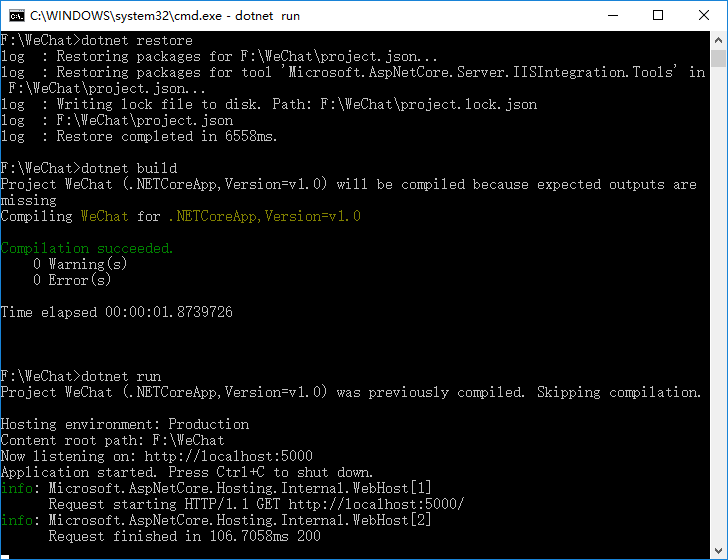 C:\WINDOWS\system32\cmd.exe - dotnet  run
F:\WeChat>dotnet restore
log  : Restoring packages for F:\WeChat\project.json...
log  : Restoring packages for tool 'Microsoft.AspNetCore.Server.IISIntegration.Tools' in
 F:\WeChat\project.json...
log  : Writing lock file to disk. Path: F:\WeChat\project.lock.json
log  : F:\WeChat\project.json
log  : Restore completed in 6558ms.
F:\WeChat>dotnet build
Project WeChat (.NETCoreApp,Version=v1.0) will be compiled because expected outputs are
missing
Compiling WeChat for .NETCoreApp,Version=v1.0
Compilation succeeded.
    0 Warning(s)
    0 Error(s)
Time elapsed 00:00:01.8739726
F:\WeChat>dotnet run
Project WeChat (.NETCoreApp,Version=v1.0) was previously compiled. Skipping compilation.
Hosting environment: Production
Content root path: F:\WeChat
Now listening on: http://localhost:5000
Application started. Press Ctrl+C to shut down.
info: Microsoft.AspNetCore.Hosting.Internal.WebHost[1]
      Request starting HTTP/1.1 GET http://localhost:5000/
info: Microsoft.AspNetCore.Hosting.Internal.WebHost[2]
      Request finished in 106.7058ms 200